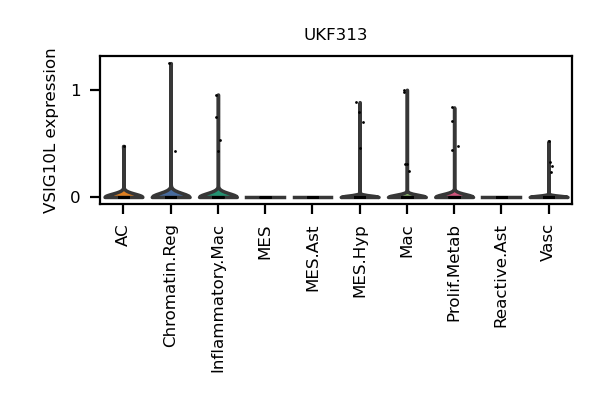 UKF313
VSIG10L expression
1
0
AC
Chromatin.Reg
Inflammatory.Mac
MES
MES.Ast
MES.Hyp
Mac
Prolif.Metab
Reactive.Ast
Vasc